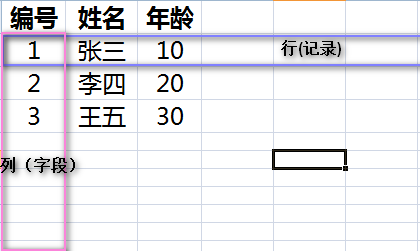 编号 姓名 年龄
1 张三 10 行(记录)
2 李四 20
3 王五 30
列（字段）